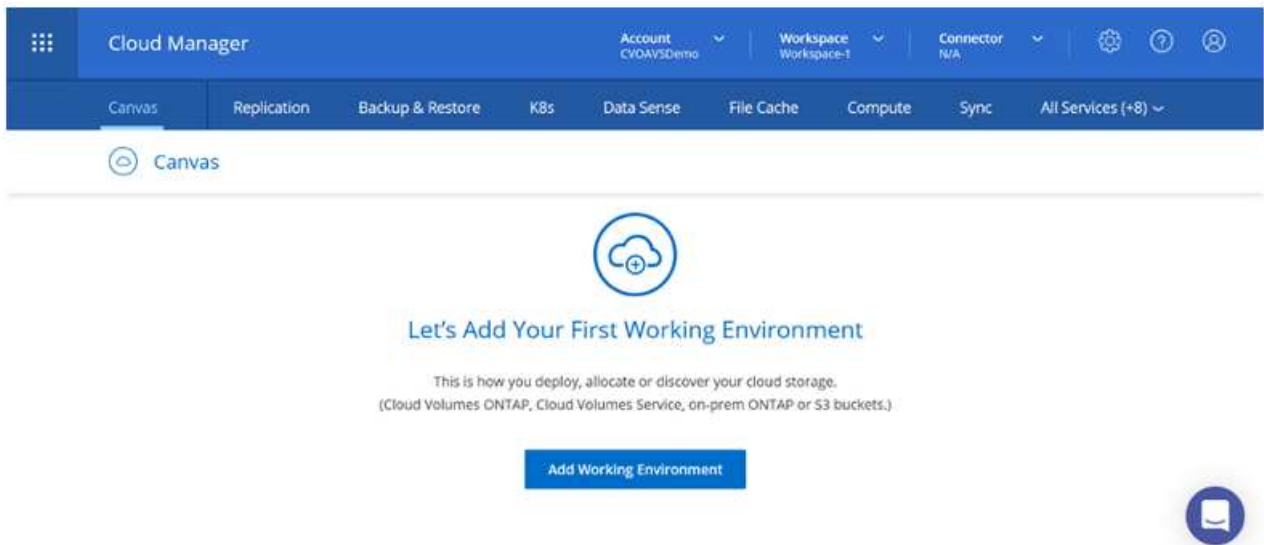 Cloud Manager
Account
CVOAVSDemo
Workspace
Workspace-1
Connector
N/A
Canvas Replication Backup & Restore K8s Data Sense File Cache Compute Sync All Services (+8)
Canvas
Let's Add Your First Working Environment
This is how you deploy, allocate or discover your cloud storage.
(Cloud Volumes ONTAP, Cloud Volumes Service, on-prem ONTAP or S3 buckets.)
Add Working Environment